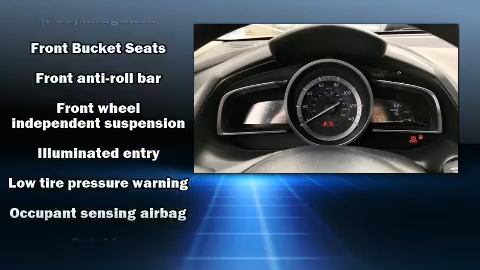 Front Bucket Seats
Front anti-roll bar
Front wheel
independent suspension
Illuminated entry
Low tire pressure warning
Occupant sensing airbag